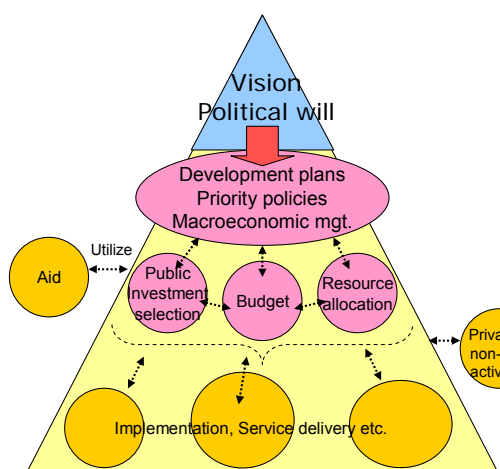 Vision
Political will
Development plans
Priority policies
Macroeconomic mgt.
Utilize
Aid
Public
Investment
selection
Budget
Resource
allocation
Implementation, Service delivery etc.